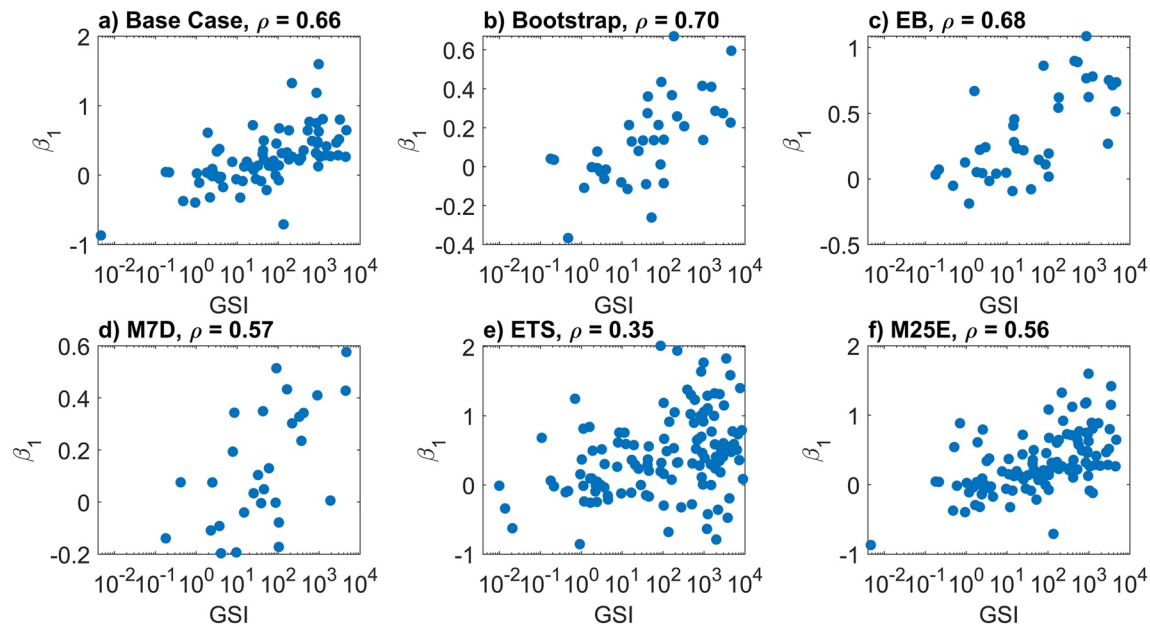 a) Base Case, ρ = 0.66
2
1
0
-1
β1
10-2 10-1 100 101 102 103 104
GSI
b) Bootstrap, ρ = 0.70
0.6
0.4
0.2
0
-0.2
-0.4
β1
10-2 10-1 100 101 102 103 104
GSI
c) EB, ρ = 0.68
1
0.5
0
-0.5
β1
10-2 10-1 100 101 102 103 104
GSI
d) M7D, ρ = 0.57
0.6
0.4
0.2
0
-0.2
β1
10-2 10-1 100 101 102 103 104
GSI
e) ETS, ρ = 0.35
2
1
0
-1
β1
10-2 10-1 100 101 102 103 104
GSI
f) M25E, ρ = 0.56
2
1
0
-1
β1
10-2 10-1 100 101 102 103 104
GSI